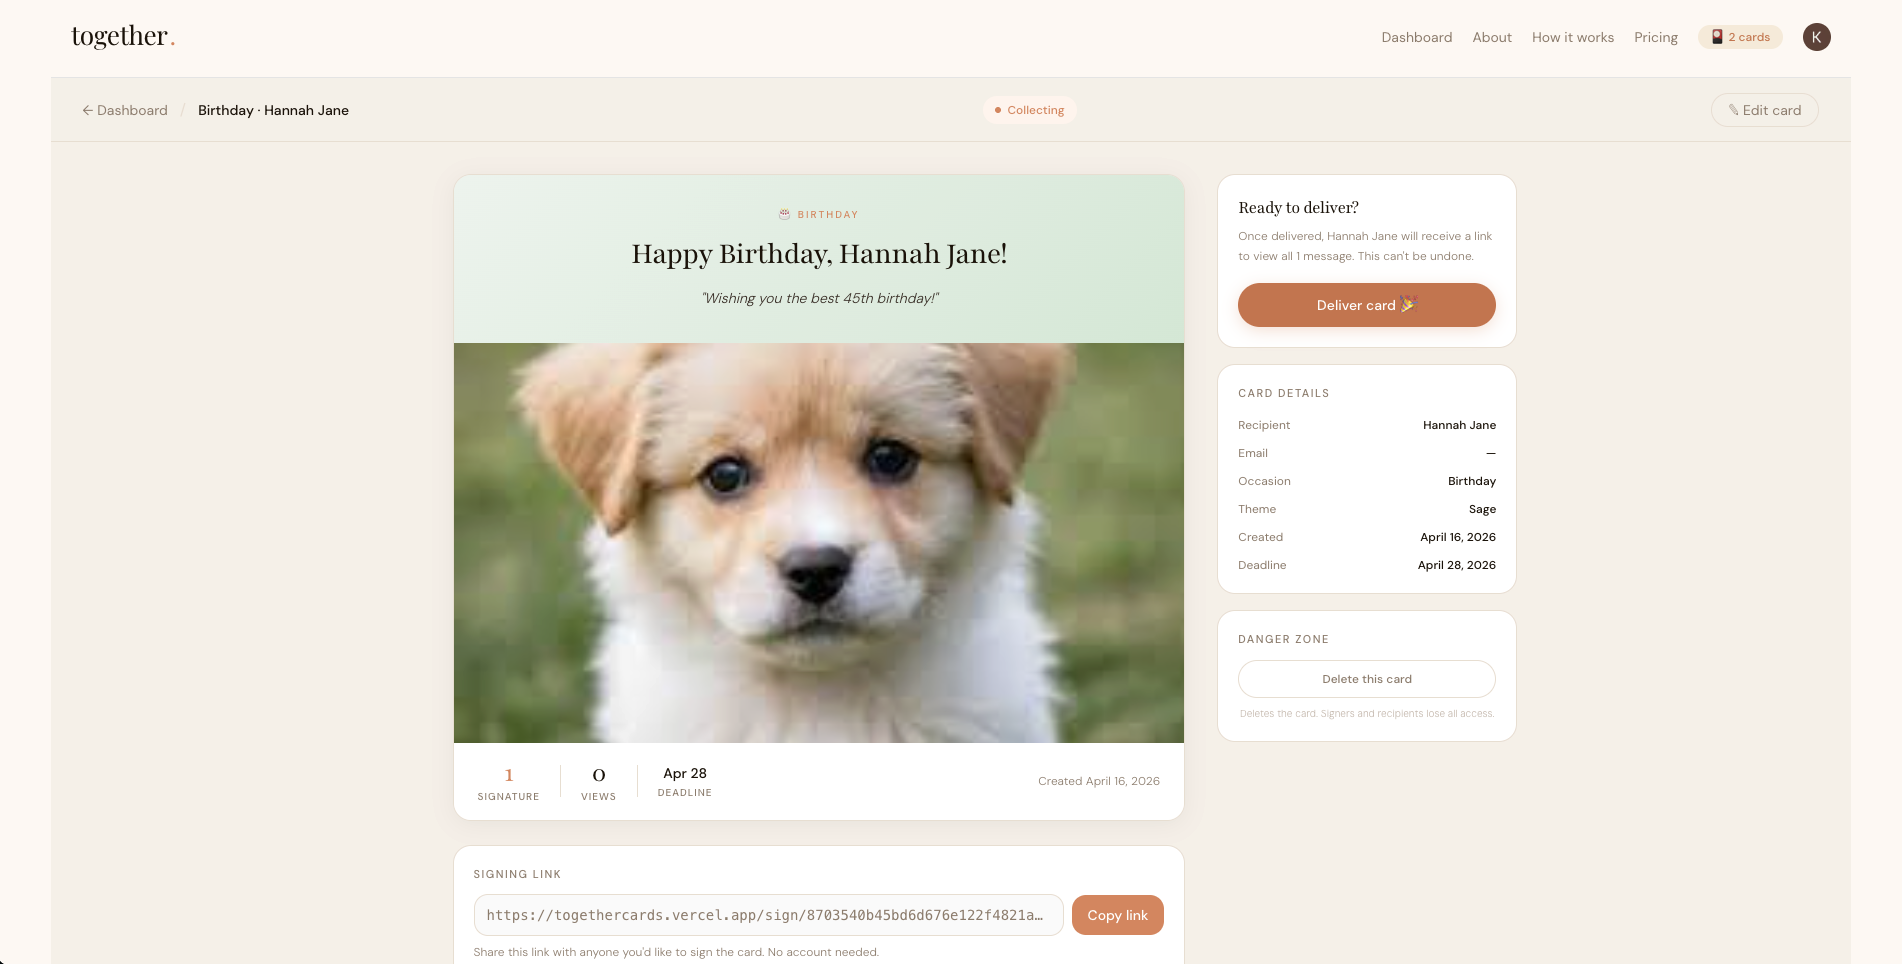 together.
Dashboard About How it works Pricing 2 cards K
← Dashboard / Birthday · Hannah Jane
Collecting
✎ Edit card
BIRTHDAY
Happy Birthday, Hannah Jane!
"Wishing you the best 45th birthday!"
1
SIGNATURE
0
VIEWS
Apr 28
DEADLINE
Created April 16, 2026
SIGNING LINK
https://togethercards.vercel.app/sign/8703540b45bd6d676e122f4821a…
Copy link
Share this link with anyone you'd like to sign the card. No account needed.
Ready to deliver?
Once delivered, Hannah Jane will receive a link
to view all 1 message. This can't be undone.
Deliver card 🎉
CARD DETAILS
Recipient Hannah Jane
Email —
Occasion Birthday
Theme Sage
Created April 16, 2026
Deadline April 28, 2026
DANGER ZONE
Delete this card
Deletes the card. Signers and recipients lose all access.